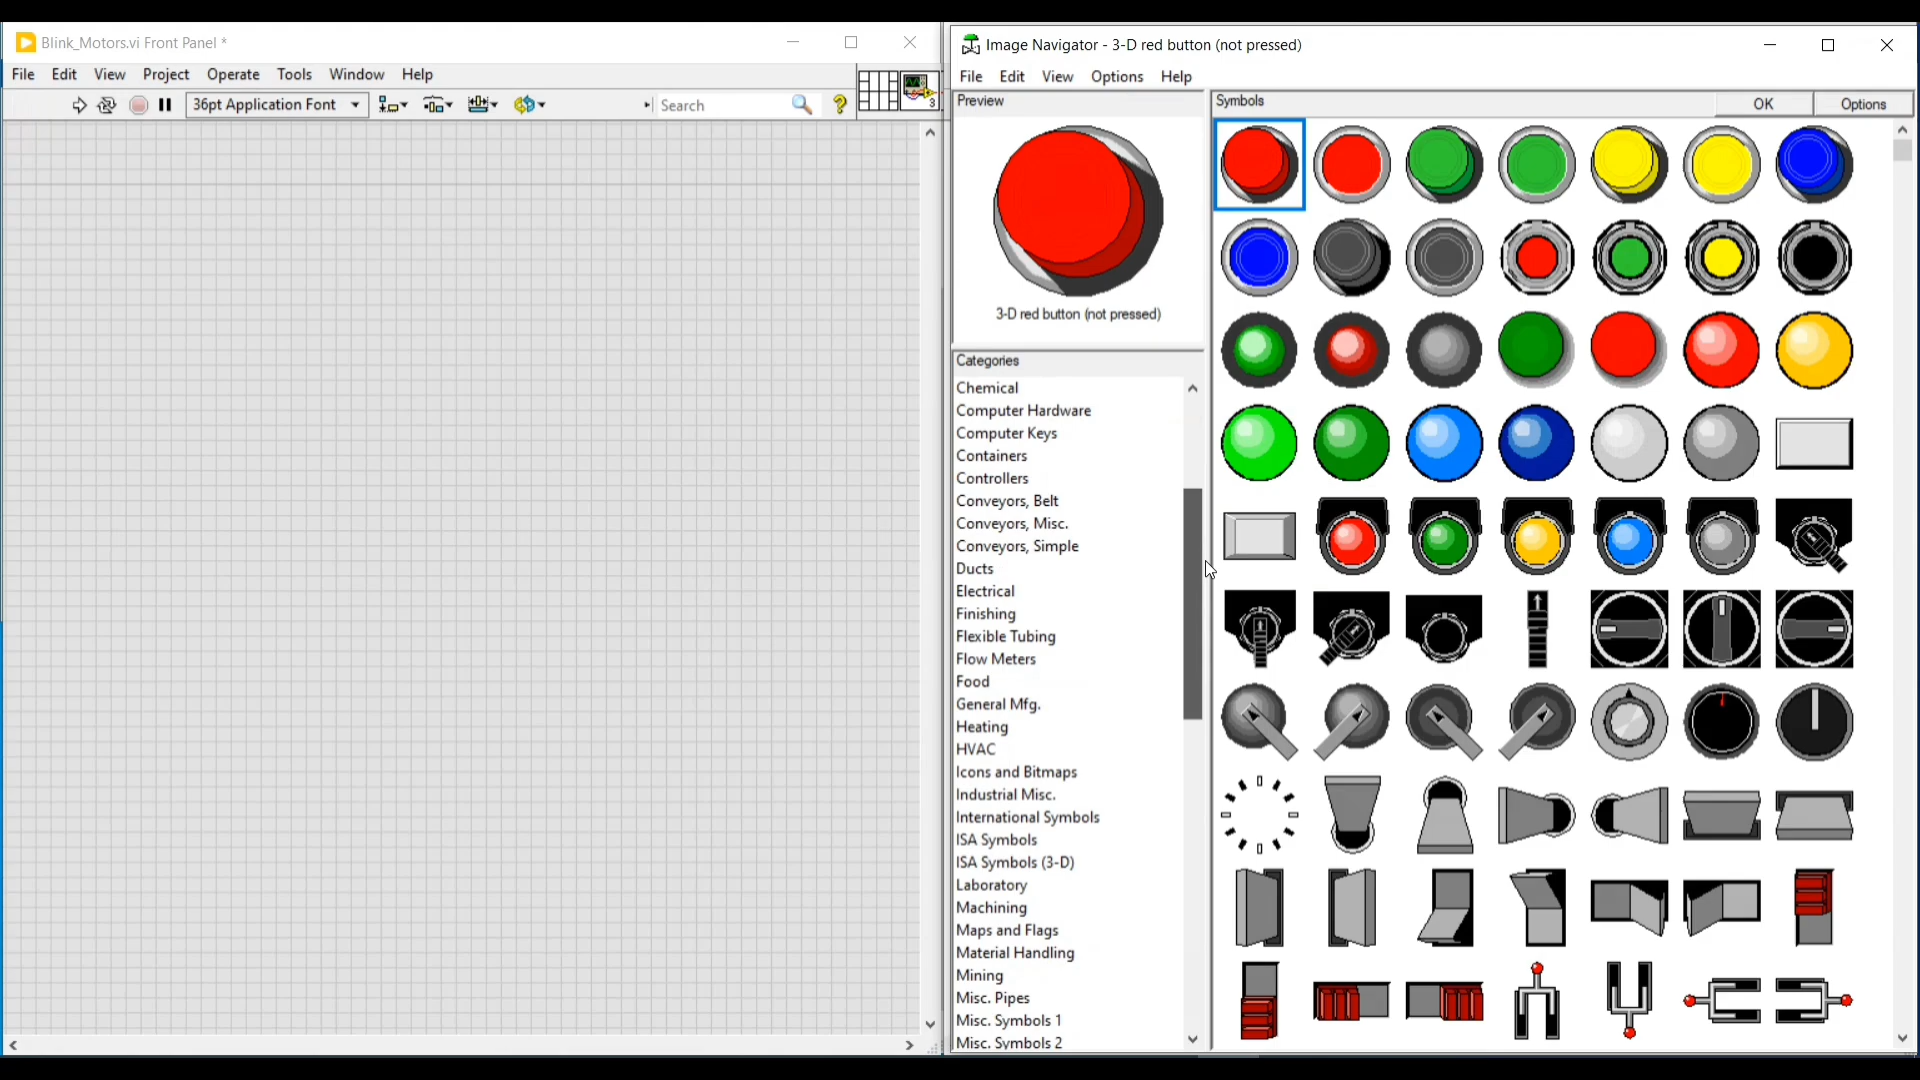 Blink_Motors.vi Front Panel *
File Edit View Project Operate Tools Window Help
36pt Application Font
Search
3
Image Navigator - 3-D red button (not pressed)
File Edit View Options Help
Preview
3-D red button (not pressed)
Categories
Chemical
Computer Hardware
Computer Keys
Containers
Controllers
Conveyors, Belt
Conveyors, Misc.
Conveyors, Simple
Ducts
Electrical
Finishing
Flexible Tubing
Flow Meters
Food
General Mfg.
Heating
HVAC
Icons and Bitmaps
Industrial Misc.
International Symbols
ISA Symbols
ISA Symbols (3-D)
Laboratory
Machining
Maps and Flags
Material Handling
Mining
Misc. Pipes
Misc. Symbols 1
Misc. Symbols 2
Symbols
OK
Options